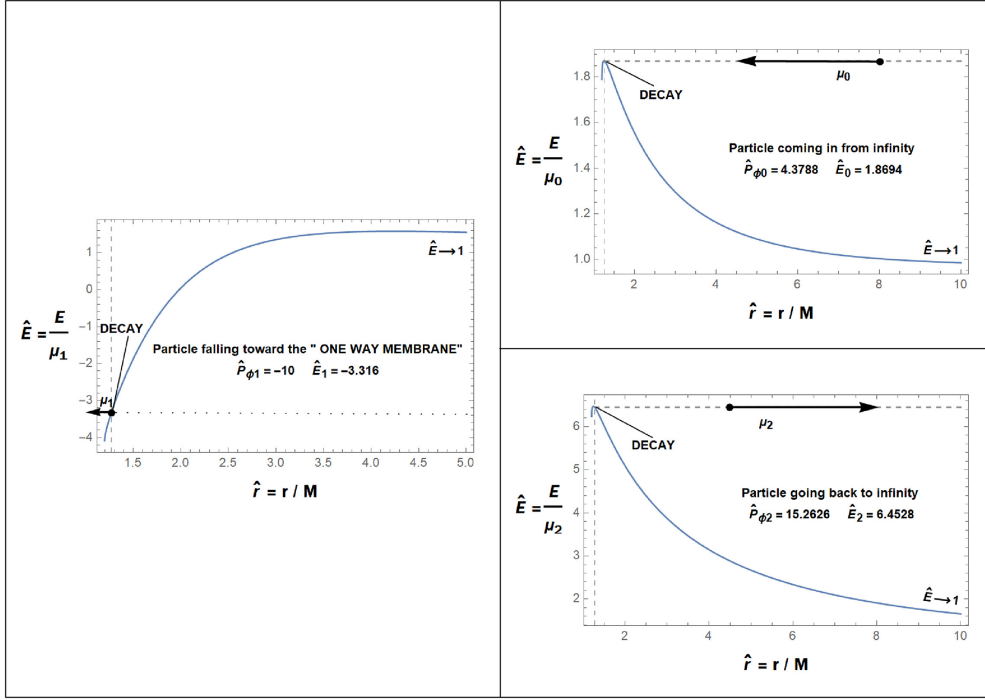 1
0
−1
−2
−3
−4
1.5 2.0 2.5 3.0 3.5 4.0 4.5 5.0
Ê = E / μ₁
DECAY
Ê→1
Particle falling toward the " ONE WAY MEMBRANE"
P̂ϕ1 = −10 Ê₁ = −3.316
μ₁
r̂ = r / M
1.8
1.6
1.4
1.2
1.0
2 4 6 8 10
Ê = E / μ₀
μ₀
DECAY
Particle coming in from infinity
P̂ϕ0 = 4.3788 Ê₀ = 1.8694
Ê→1
r̂ = r / M
6
5
4
3
2
2 4 6 8 10
Ê = E / μ₂
μ₂
DECAY
Particle going back to infinity
P̂ϕ2 = 15.2626 Ê₂ = 6.4528
Ê→1
r̂ = r / M